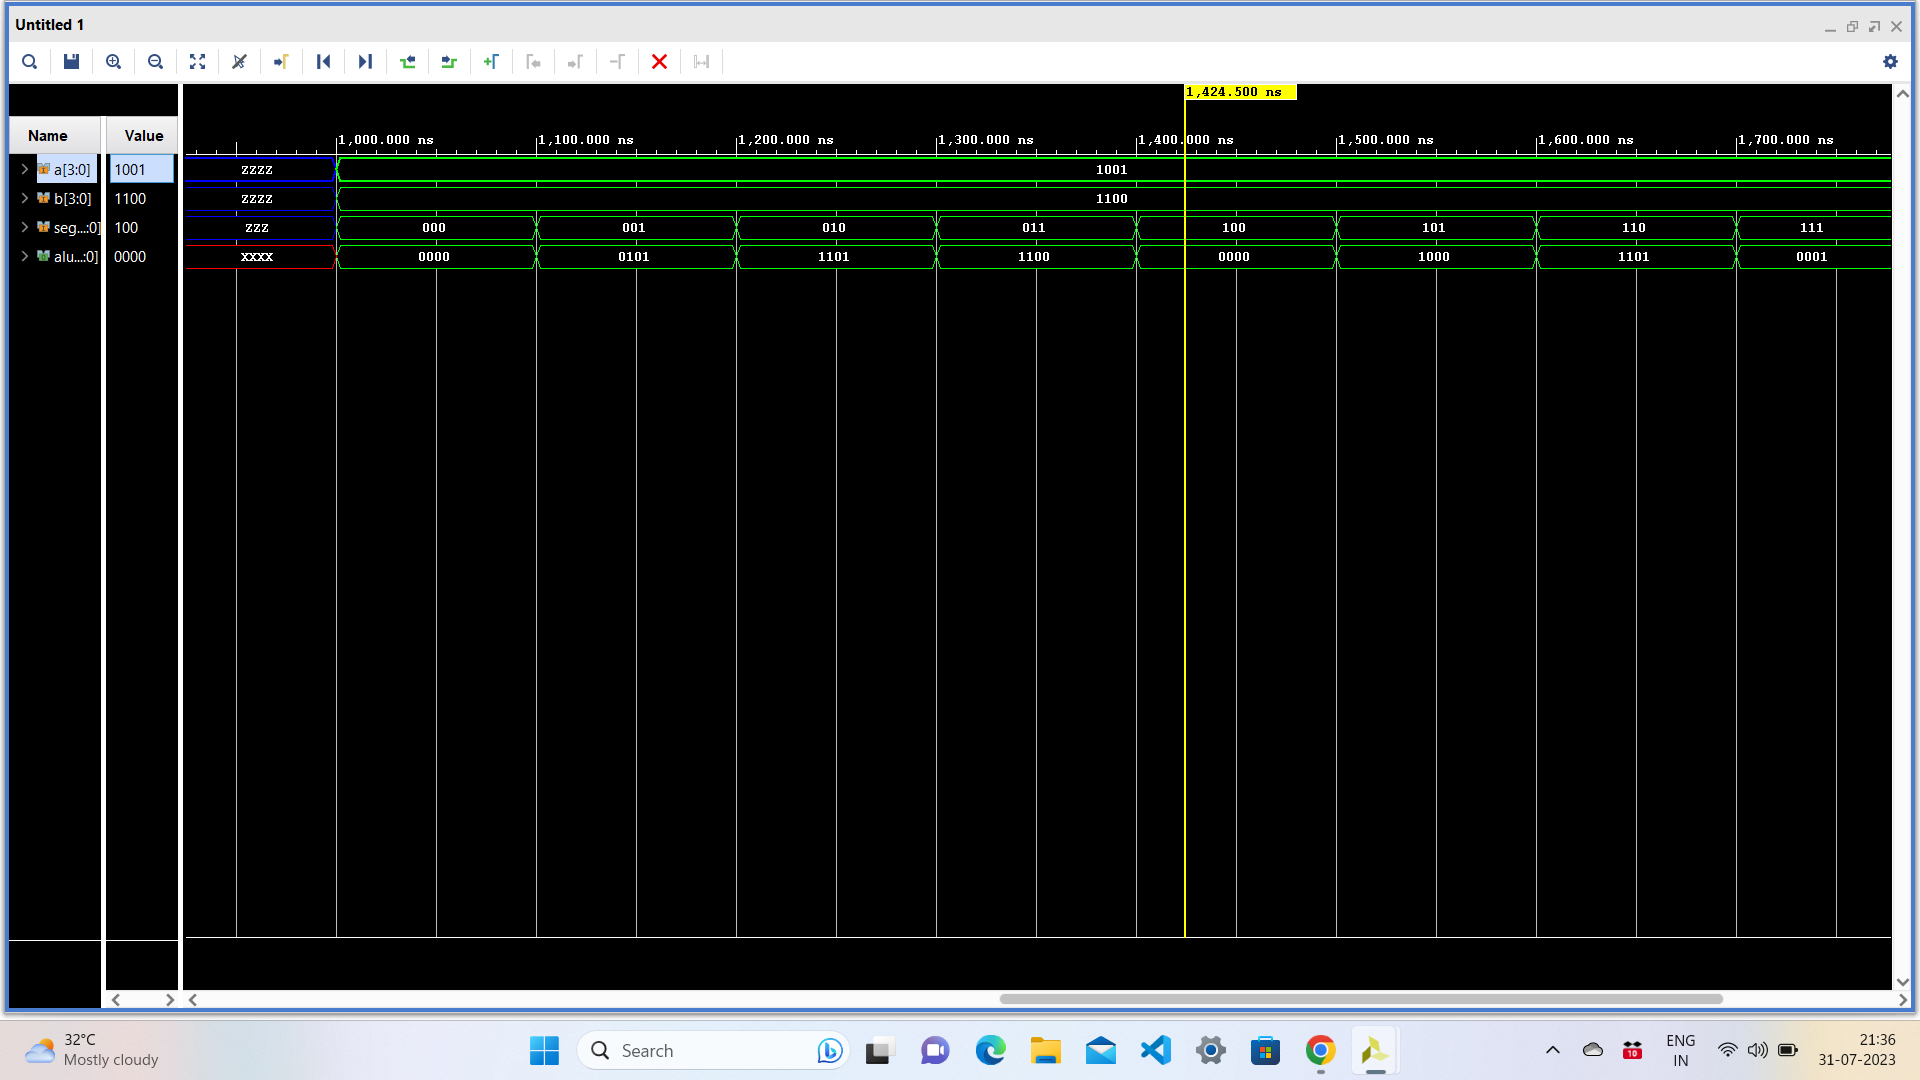 Untitled 1
1,424.500 ns
Name Value
1,000.000 ns 1,100.000 ns 1,200.000 ns 1,300.000 ns 1,400.000 ns 1,500.000 ns 1,600.000 ns 1,700.000 ns
a[3:0] 1001 ZZZZ 1001
b[3:0] 1100 ZZZZ 1100
seg...:0] 100 ZZZ 000 001 010 011 100 101 110 111
alu...:0] 0000 XXXX 0000 0101 1101 1100 0000 1000 1101 0001
32°C
Mostly cloudy
Search
10
ENG
IN
21:36
31-07-2023